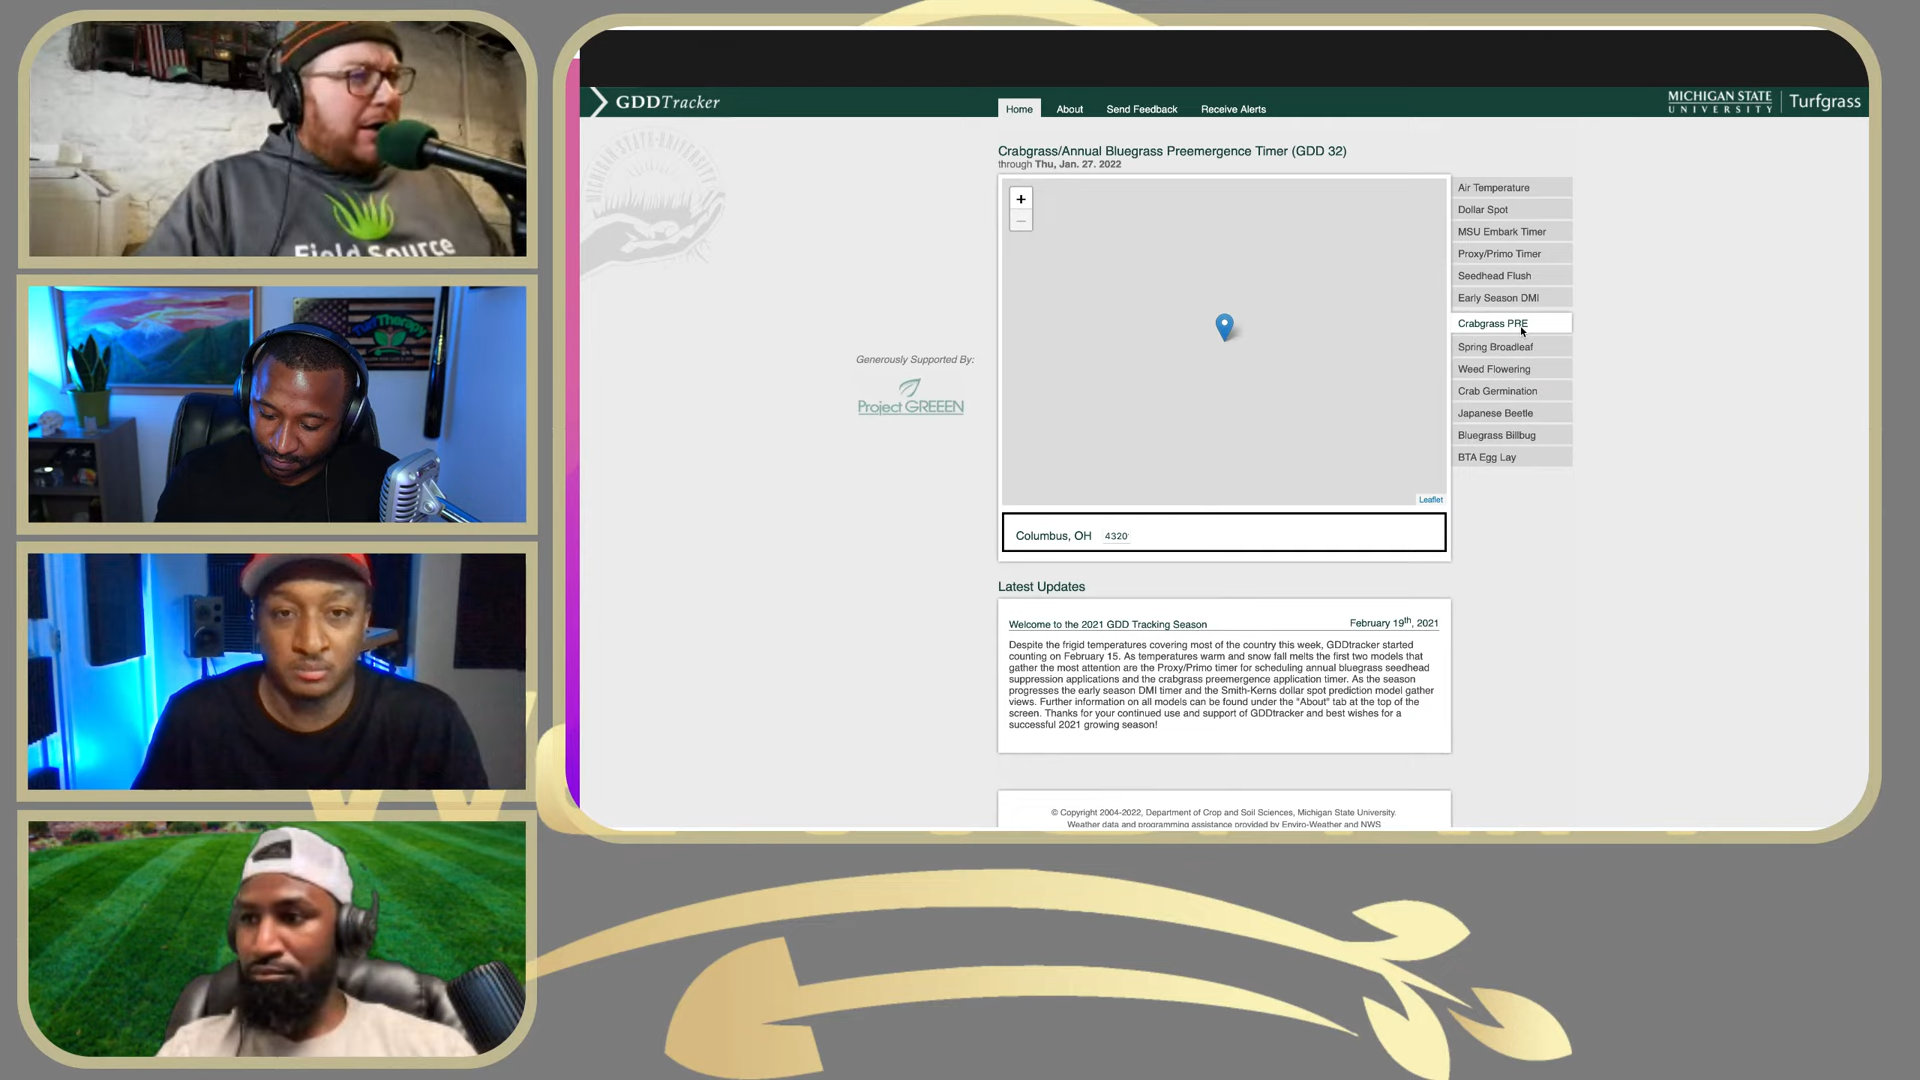 GDDTracker
Home About Send Feedback Receive Alerts
MICHIGAN STATE
UNIVERSITY
Turfgrass
Crabgrass/Annual Bluegrass Preemergence Timer (GDD 32)
through Thu, Jan. 27. 2022
+
−
Leaflet
Air Temperature
Dollar Spot
MSU Embark Timer
Proxy/Primo Timer
Seedhead Flush
Early Season DMI
Crabgrass PRE
Spring Broadleaf
Weed Flowering
Crab Germination
Japanese Beetle
Bluegrass Billbug
BTA Egg Lay
Generously Supported By:
Project GREEEN
Columbus, OH 4320
Latest Updates
Welcome to the 2021 GDD Tracking Season February 19th, 2021
Despite the frigid temperatures covering most of the country this week, GDDtracker started
counting on February 15. As temperatures warm and snow fall melts the first two models that
gather the most attention are the Proxy/Primo timer for scheduling annual bluegrass seedhead
suppression applications and the crabgrass preemergence application timer. As the season
progresses the early season DMI timer and the Smith-Kerns dollar spot prediction model gather
views. Further information on all models can be found under the "About" tab at the top of the
screen. Thanks for your continued use and support of GDDtracker and best wishes for a
successful 2021 growing season!
© Copyright 2004-2022, Department of Crop and Soil Sciences, Michigan State University.
Weather data and programming assistance provided by Enviro-Weather and NWS
Field Source
TurfTherapy
MICHIGAN STATE UNIVERSITY